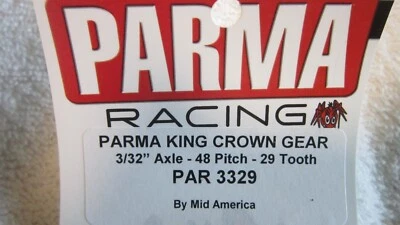 PARMA
RACING
PARMA KING CROWN GEAR
3/32” Axle - 48 Pitch - 29 Tooth
PAR 3329
By Mid America